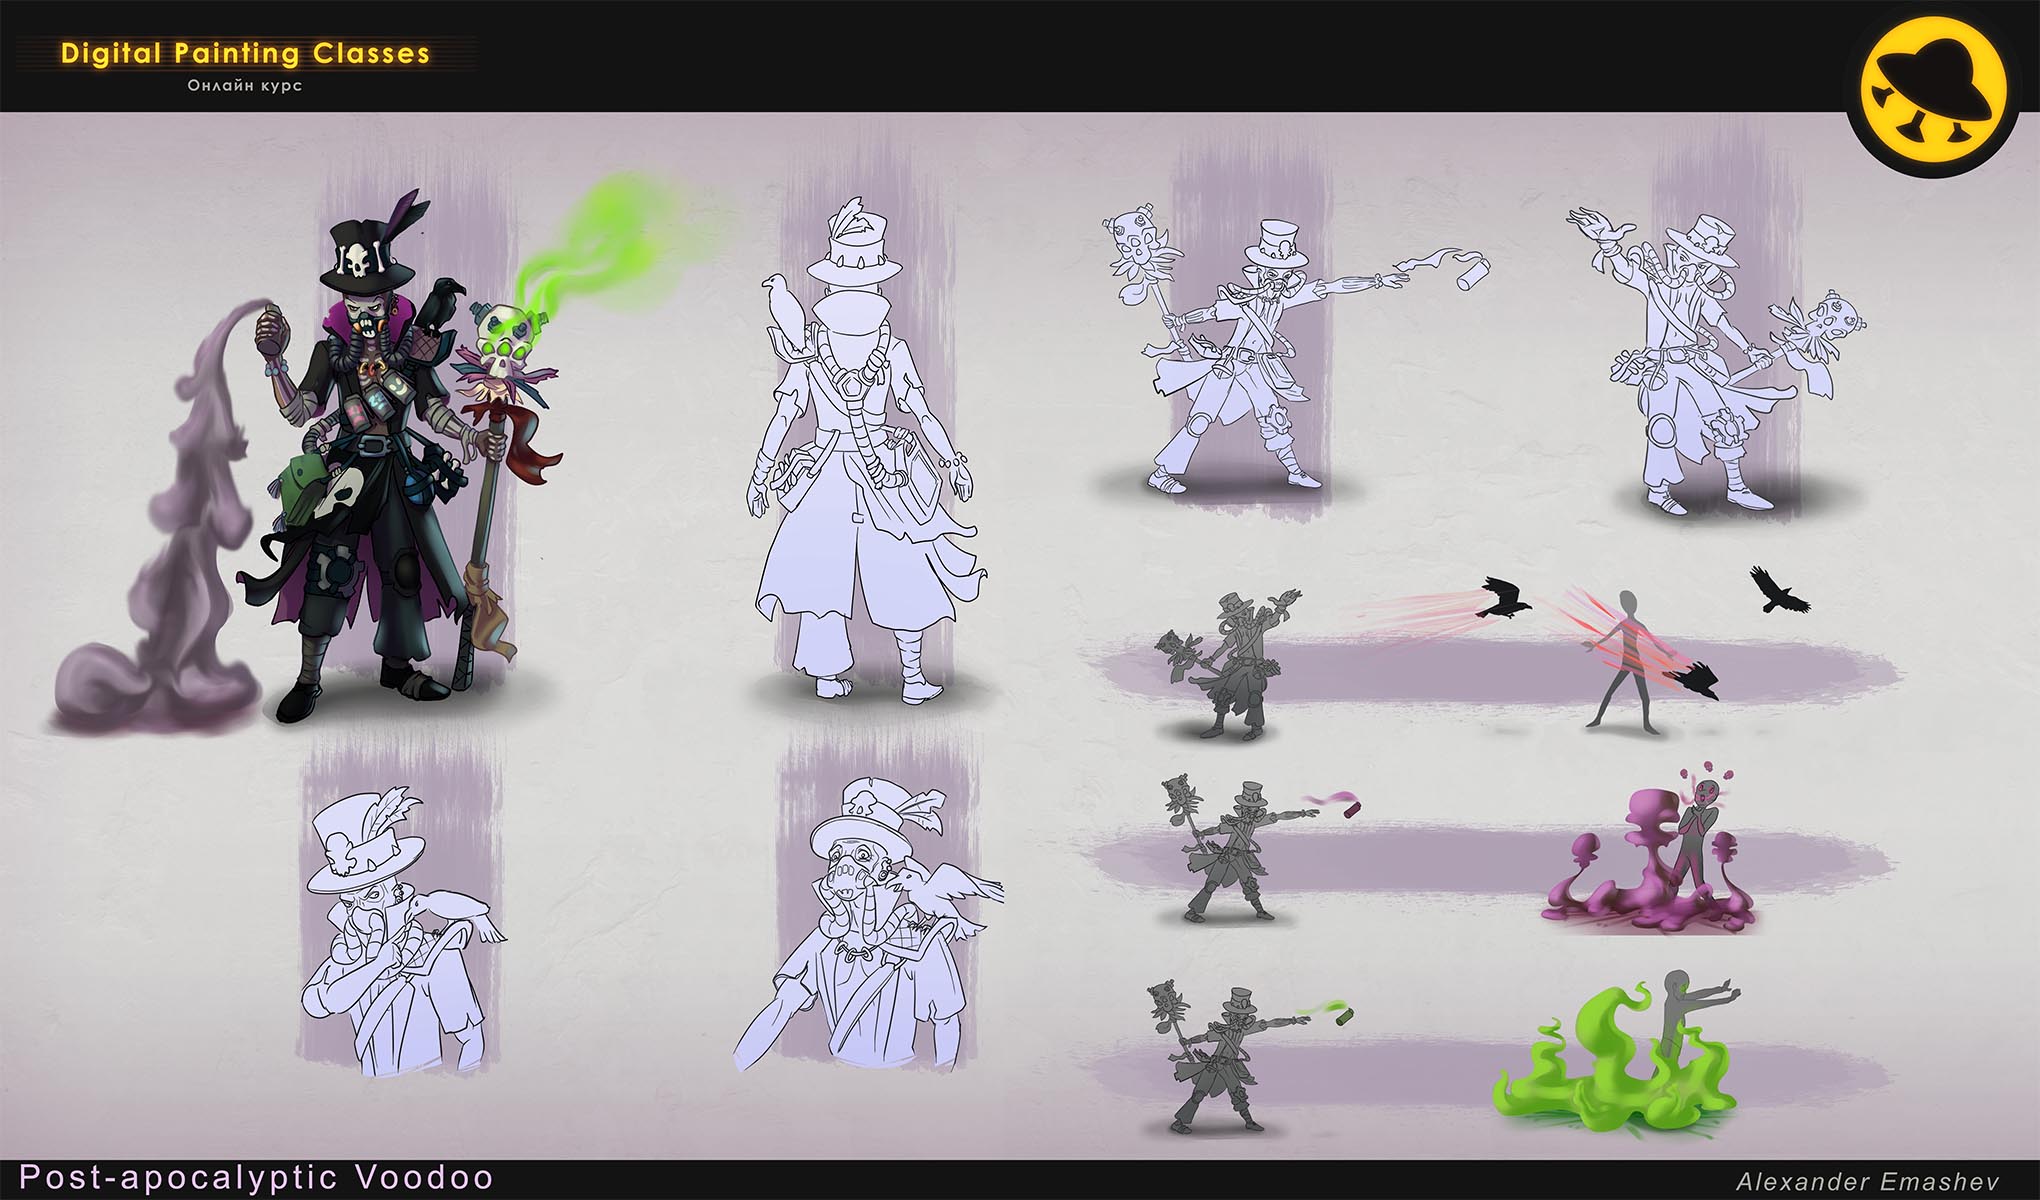 Digital Painting Classes
Онлайн курс
Post-apocalyptic Voodoo
Alexander Emashev